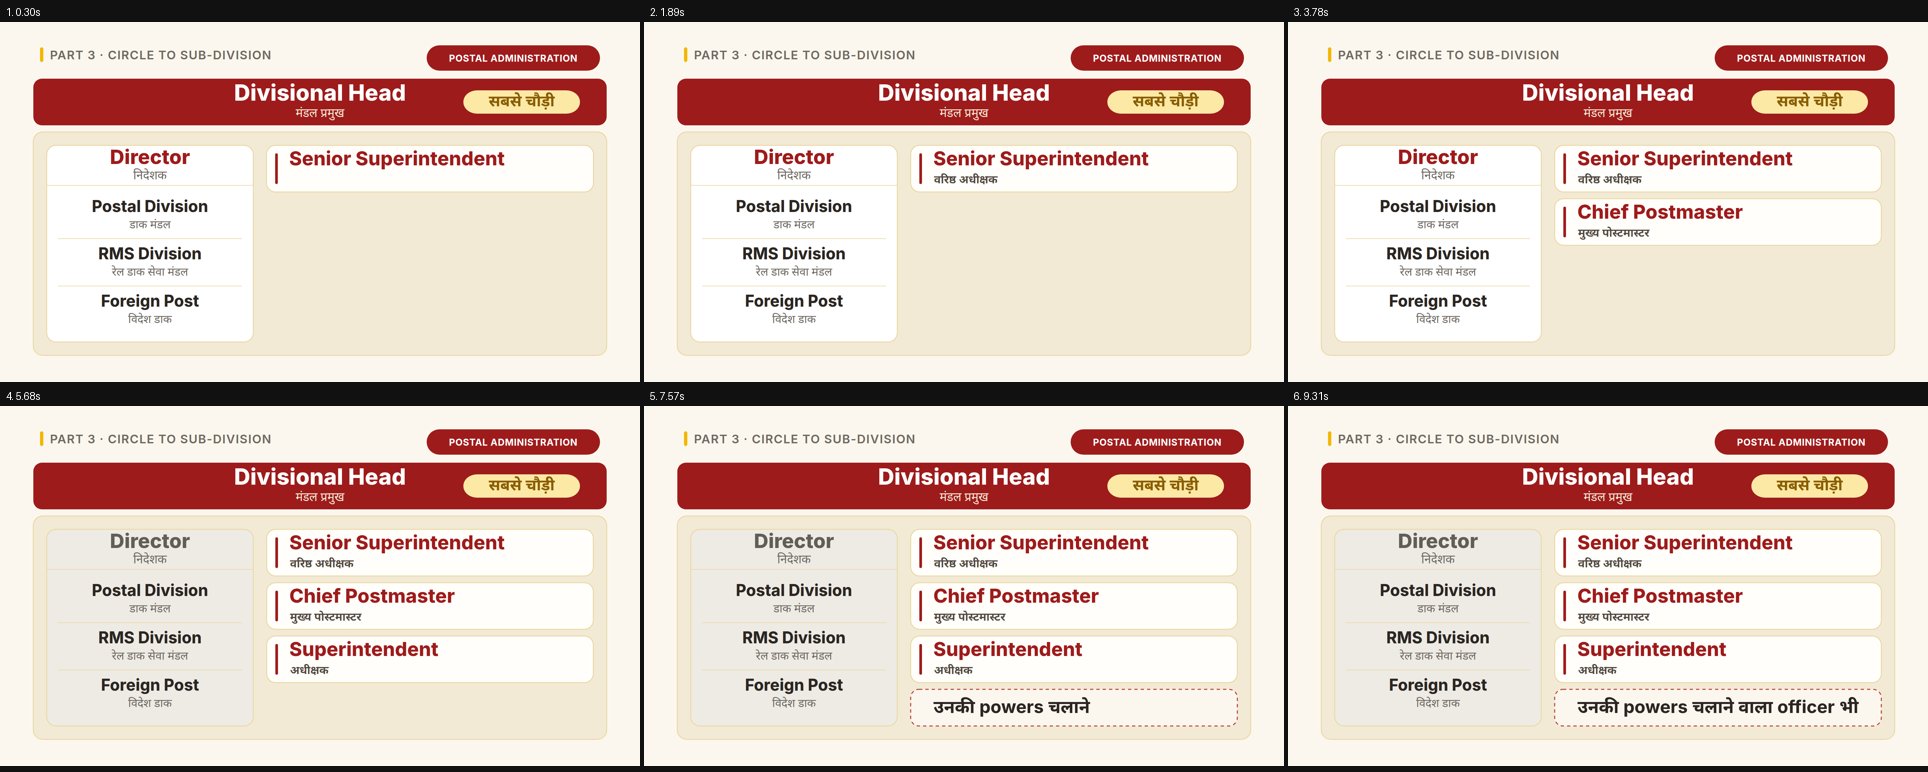 1. 0.30s
PART 3 · CIRCLE TO SUB-DIVISION
POSTAL ADMINISTRATION
Divisional Head
मंडल प्रमुख
सबसे चौड़ी
Director
निदेशक
Postal Division
डाक मंडल
RMS Division
रेल डाक सेवा मंडल
Foreign Post
विदेश डाक
Senior Superintendent
2. 1.89s
PART 3 · CIRCLE TO SUB-DIVISION
POSTAL ADMINISTRATION
Divisional Head
मंडल प्रमुख
सबसे चौड़ी
Director
निदेशक
Postal Division
डाक मंडल
RMS Division
रेल डाक सेवा मंडल
Foreign Post
विदेश डाक
Senior Superintendent
वरिष्ठ अधीक्षक
3. 3.78s
PART 3 · CIRCLE TO SUB-DIVISION
POSTAL ADMINISTRATION
Divisional Head
मंडल प्रमुख
सबसे चौड़ी
Director
निदेशक
Postal Division
डाक मंडल
RMS Division
रेल डाक सेवा मंडल
Foreign Post
विदेश डाक
Senior Superintendent
वरिष्ठ अधीक्षक
Chief Postmaster
मुख्य पोस्टमास्टर
4. 5.68s
PART 3 · CIRCLE TO SUB-DIVISION
POSTAL ADMINISTRATION
Divisional Head
मंडल प्रमुख
सबसे चौड़ी
Director
निदेशक
Postal Division
डाक मंडल
RMS Division
रेल डाक सेवा मंडल
Foreign Post
विदेश डाक
Senior Superintendent
वरिष्ठ अधीक्षक
Chief Postmaster
मुख्य पोस्टमास्टर
Superintendent
अधीक्षक
5. 7.57s
PART 3 · CIRCLE TO SUB-DIVISION
POSTAL ADMINISTRATION
Divisional Head
मंडल प्रमुख
सबसे चौड़ी
Director
निदेशक
Postal Division
डाक मंडल
RMS Division
रेल डाक सेवा मंडल
Foreign Post
विदेश डाक
Senior Superintendent
वरिष्ठ अधीक्षक
Chief Postmaster
मुख्य पोस्टमास्टर
Superintendent
अधीक्षक
उनकी powers चलाने
6. 9.31s
PART 3 · CIRCLE TO SUB-DIVISION
POSTAL ADMINISTRATION
Divisional Head
मंडल प्रमुख
सबसे चौड़ी
Director
निदेशक
Postal Division
डाक मंडल
RMS Division
रेल डाक सेवा मंडल
Foreign Post
विदेश डाक
Senior Superintendent
वरिष्ठ अधीक्षक
Chief Postmaster
मुख्य पोस्टमास्टर
Superintendent
अधीक्षक
उनकी powers चलाने वाला officer भी